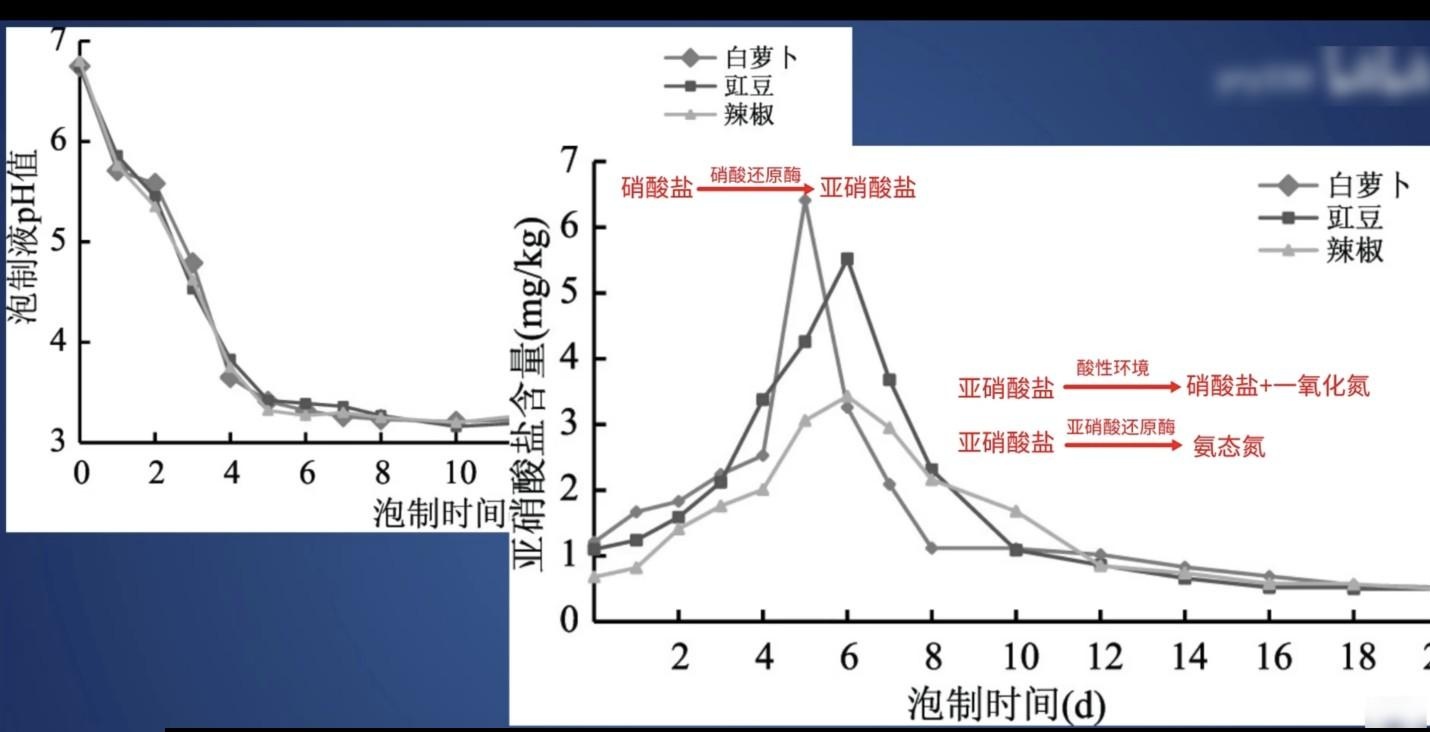 7
6
5
4
3
泡制液pH值
0 2 4 6 8 10
泡制时间
白萝卜
豇豆
辣椒
7
6
5
4
3
2
1
0
亚硝酸盐含量(mg/kg)
2 4 6 8 10 12 14 16 18
泡制时间(d)
白萝卜
豇豆
辣椒
硝酸盐 硝酸还原酶 亚硝酸盐
亚硝酸盐 酸性环境 硝酸盐+一氧化氮
亚硝酸盐 亚硝酸还原酶 氨态氮